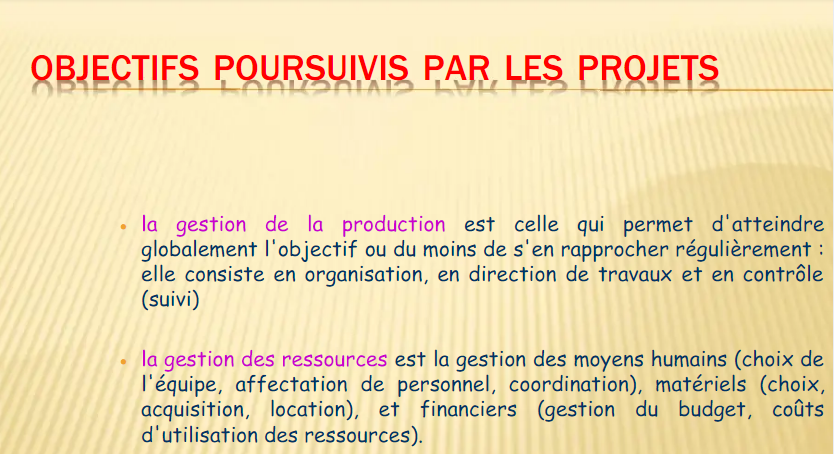 OBJECTIFS POURSUIVIS PAR LES PROJETS
• la gestion de la production est celle qui permet d'atteindre
globalement l'objectif ou du moins de s'en rapprocher régulièrement :
elle consiste en organisation, en direction de travaux et en contrôle
(suivi)
• la gestion des ressources est la gestion des moyens humains (choix de
l'équipe, affectation de personnel, coordination), matériels (choix,
acquisition, location), et financiers (gestion du budget, coûts
d'utilisation des ressources).